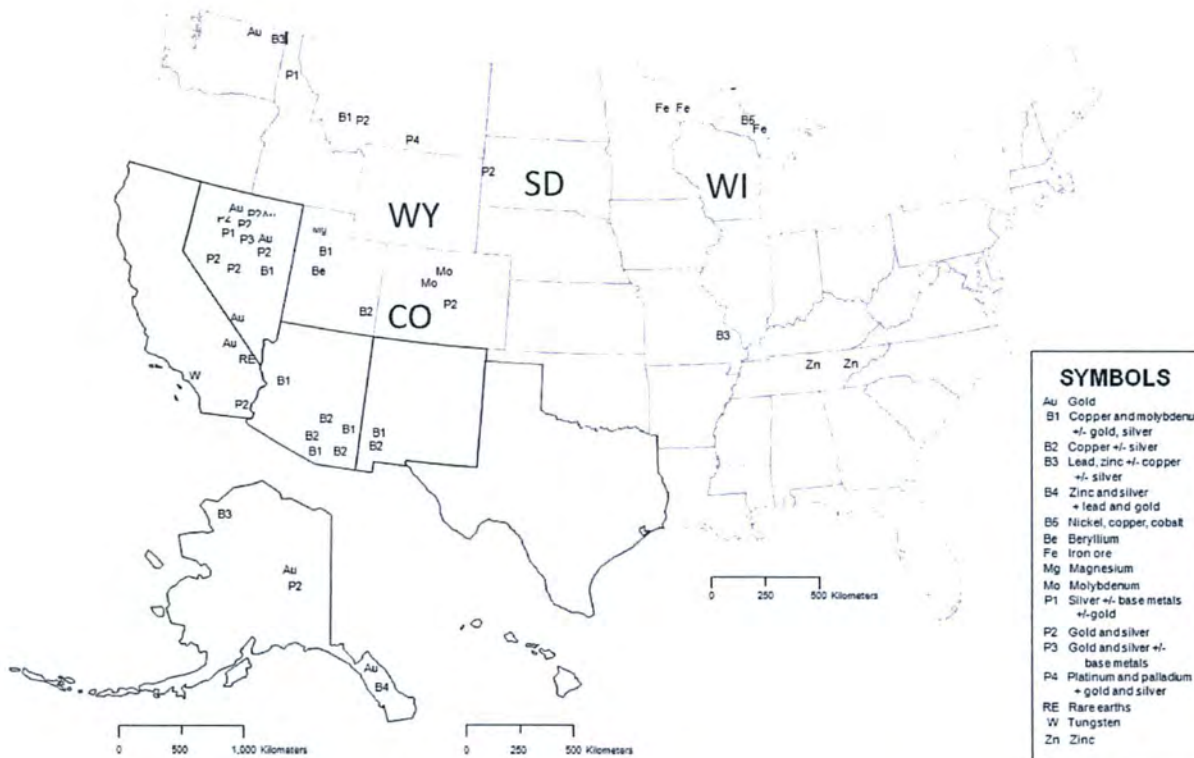 Au
B3
P1
B1 P2
P4
Fe Fe
B5
Fe
P2
SD
WI
WY
Au
P2
P1
P2
P3
Au
P2
P2
P2
B1
B1
Be
Mo
Mo
P2
B2
CO
Au
Au
RE
W
P2
B1
B2
B2
B1
B1
B2
B1
B2
B3
Zn
Zn
B3
Au
P2
Au
B4
0 250 500 Kilometers
0 500 1,000 Kilometers
0 250 500 Kilometers
SYMBOLS
Au Gold
B1 Copper and molybdenu
+/- gold, silver
B2 Copper +/- silver
B3 Lead, zinc +/- copper
+/- silver
B4 Zinc and silver
+ lead and gold
B5 Nickel, copper, cobalt
Be Beryllium
Fe Iron ore
Mg Magnesium
Mo Molybdenum
P1 Silver +/- base metals
+/-gold
P2 Gold and silver
P3 Gold and silver +/-
base metals
P4 Platinum and palladium
+ gold and silver
RE Rare earths
W Tungsten
Zn Zinc